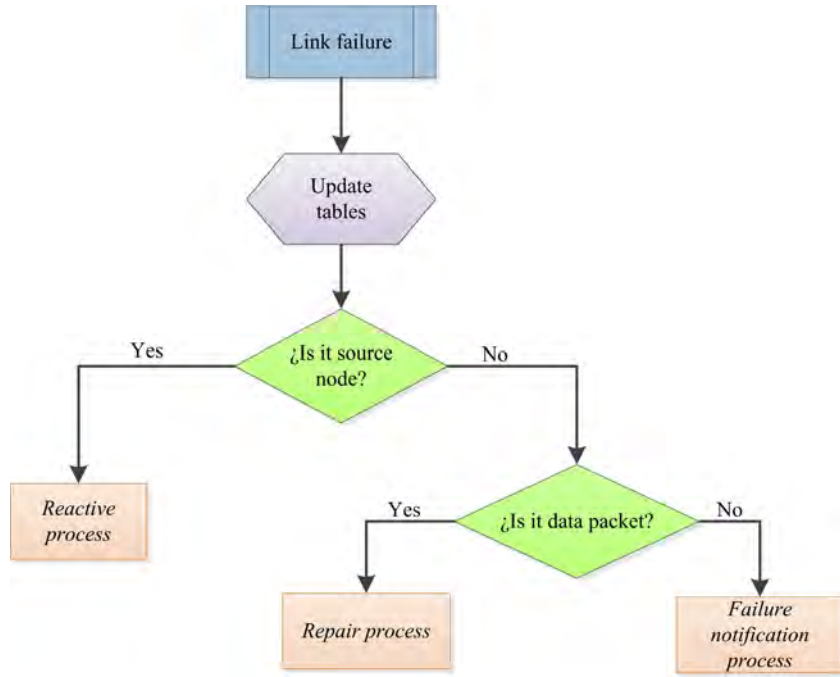 Link failure
Update
tables
¿Is it source
node?
Yes
No
Reactive
process
¿Is it data packet?
Yes
No
Repair process
Failure
notification
process